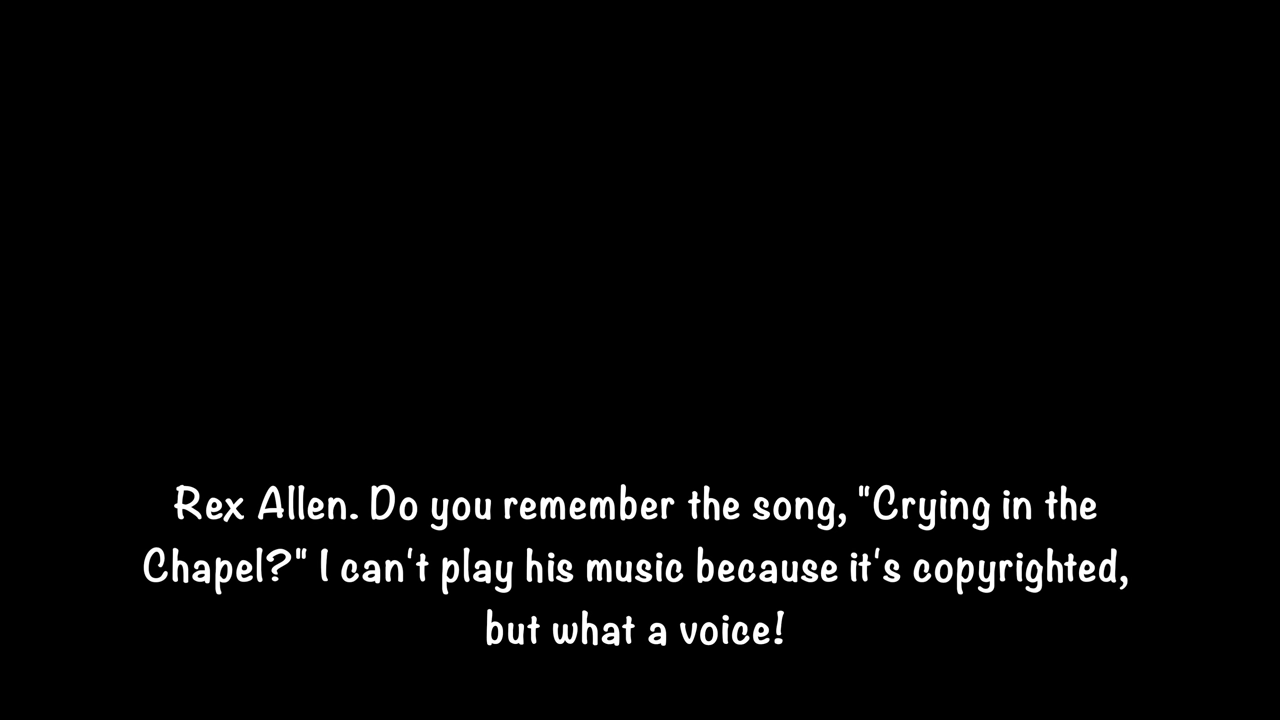 Rex Allen. Do you remember the song, "Crying in the
Chapel?" I can't play his music because it's copyrighted,
but what a voice!